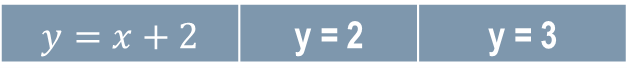 y = x + 2 y = 2 y = 3